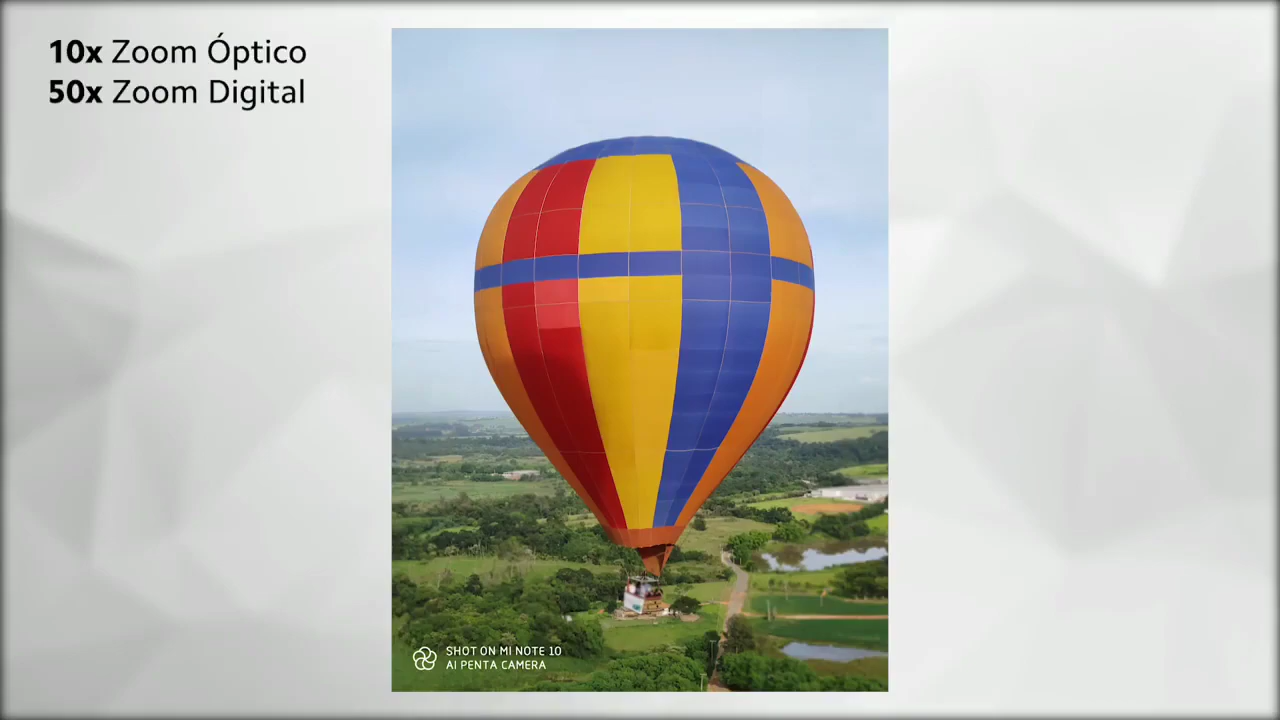 10x Zoom Óptico
50x Zoom Digital
SHOT ON MI NOTE 10
AI PENTA CAMERA